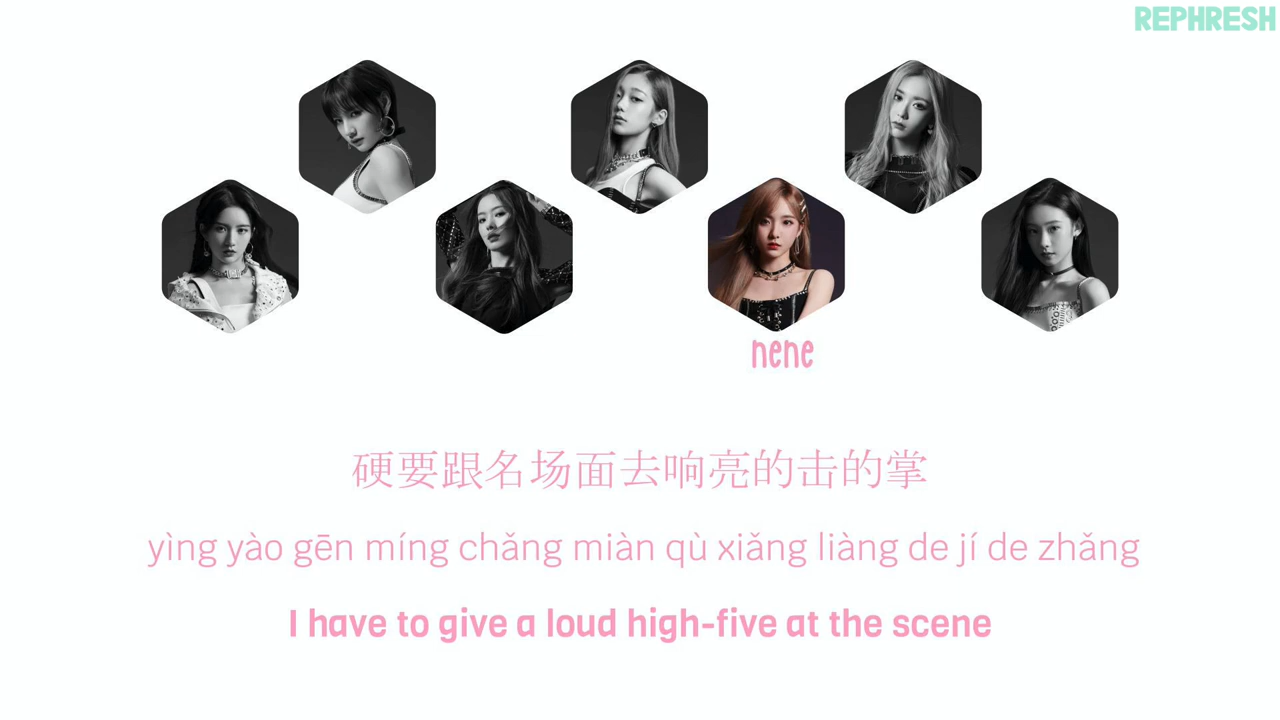 REPHRESH
nene
硬要跟名场面去响亮的击的掌
yìng yào gēn míng chǎng miàn qù xiǎng liàng de jí de zhǎng
I have to give a loud high-five at the scene